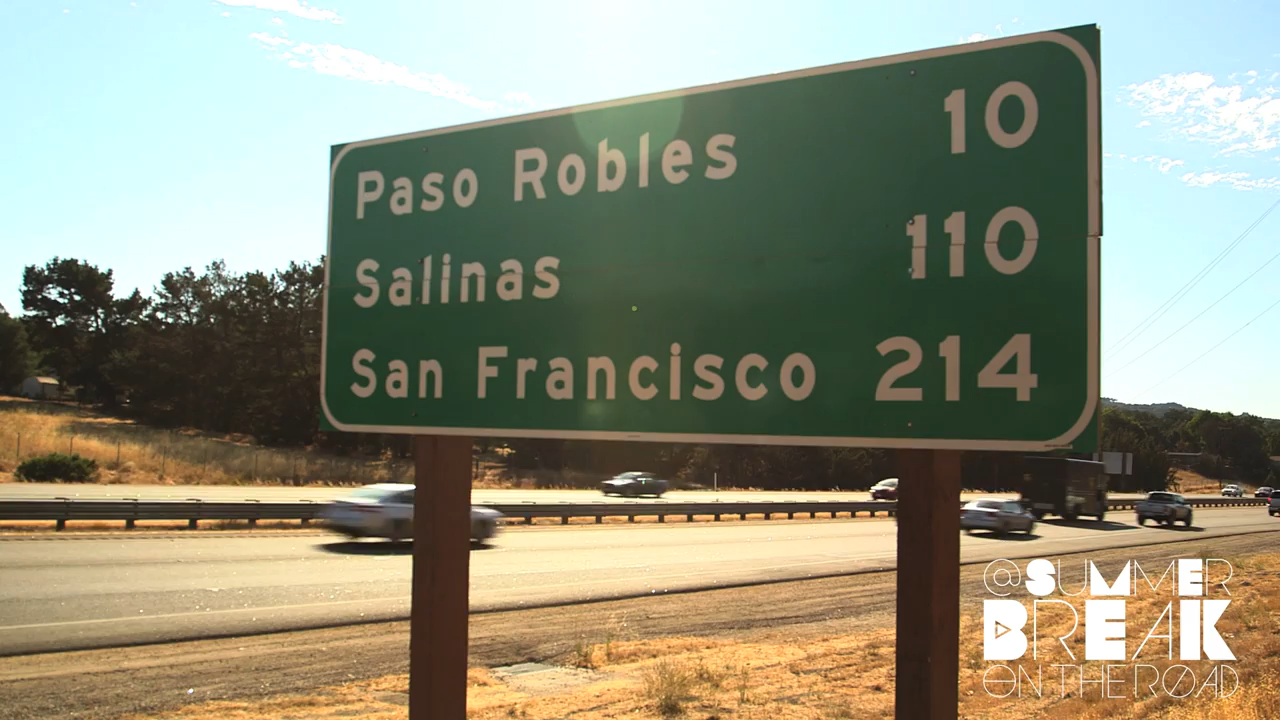 Paso Robles 10
Salinas 110
San Francisco 214
@SUMMER
BREAK
ON THE ROAD